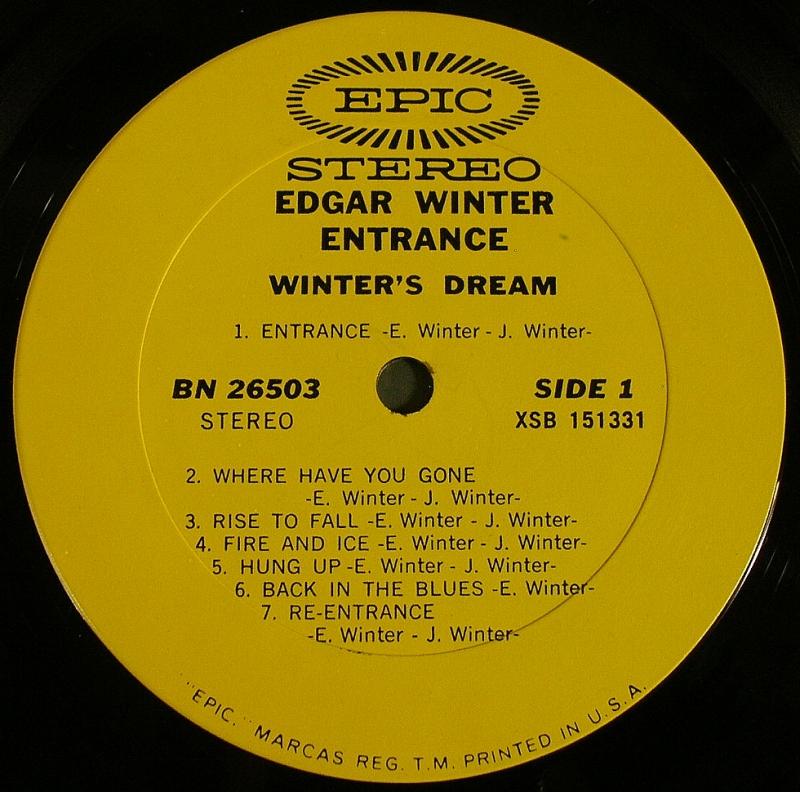 EPIC
STEREO
EDGAR WINTER
ENTRANCE
WINTER'S DREAM
1. ENTRANCE -E. Winter - J. Winter-
BN 26503
STEREO
SIDE 1
XSB 151331
2. WHERE HAVE YOU GONE
-E. Winter - J. Winter-
3. RISE TO FALL -E. Winter - J. Winter-
4. FIRE AND ICE -E. Winter - J. Winter-
5. HUNG UP -E. Winter - J. Winter-
6. BACK IN THE BLUES -E. Winter-
7. RE-ENTRANCE
-E. Winter - J. Winter-
"EPIC," MARCAS REG. T.M. PRINTED IN U.S.A.